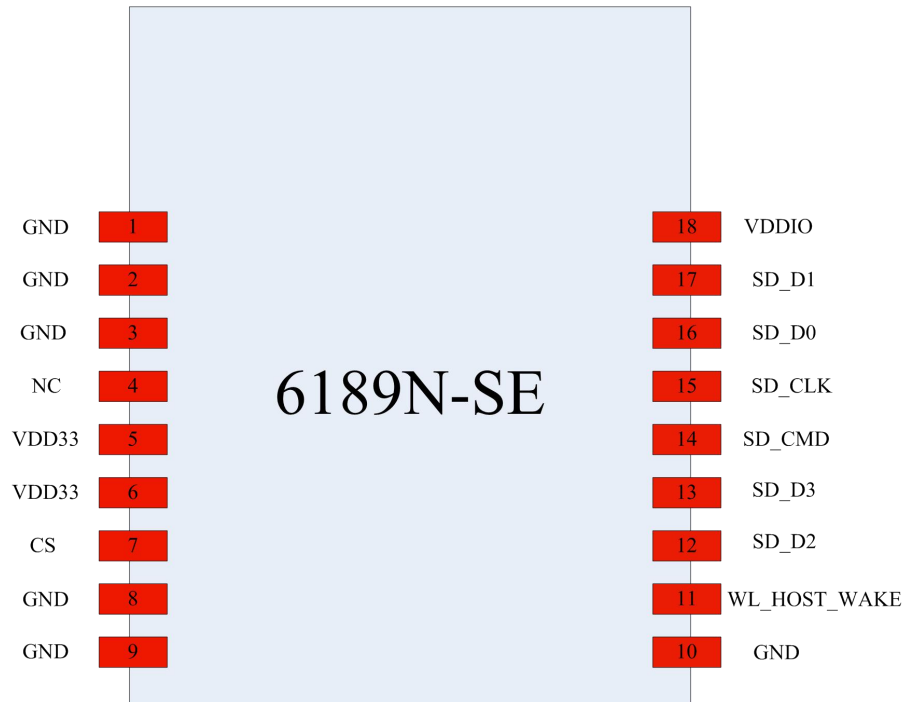 GND 1 18 VDDIO
GND 2 17 SD_D1
GND 3 16 SD_D0
NC 4 15 SD_CLK
6189N-SE
VDD33 5 14 SD_CMD
VDD33 6 13 SD_D3
CS 7 12 SD_D2
GND 8 11 WL_HOST_WAKE
GND 9 10 GND